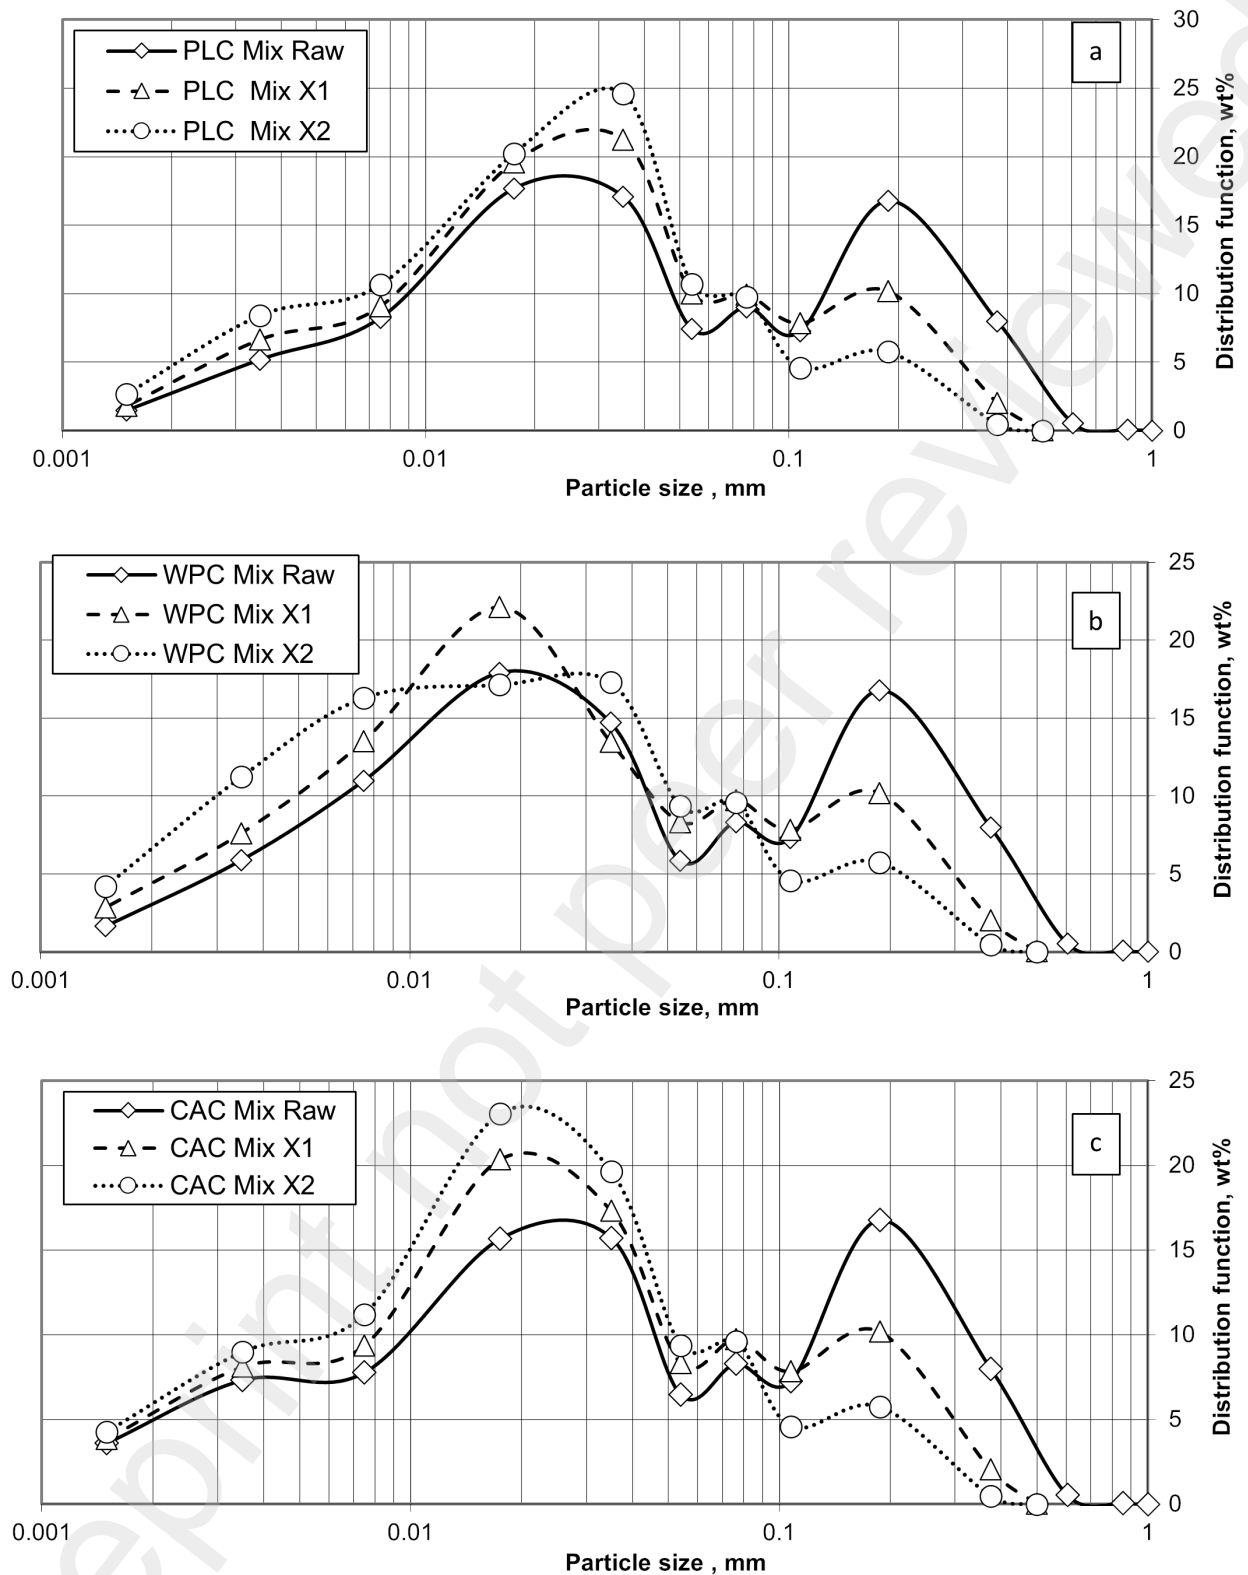 PLC Mix Raw
PLC Mix X1
PLC Mix X2
a
30
25
20
15
10
5
0
Distribution function, wt%
0.001 0.01 0.1 1
Particle size , mm
WPC Mix Raw
WPC Mix X1
WPC Mix X2
b
25
20
15
10
5
0
Distribution function, wt%
0.001 0.01 0.1 1
Particle size, mm
CAC Mix Raw
CAC Mix X1
CAC Mix X2
c
25
20
15
10
5
0
Distribution function, wt%
0.001 0.01 0.1 1
Particle size , mm
eprint not peer reviewe